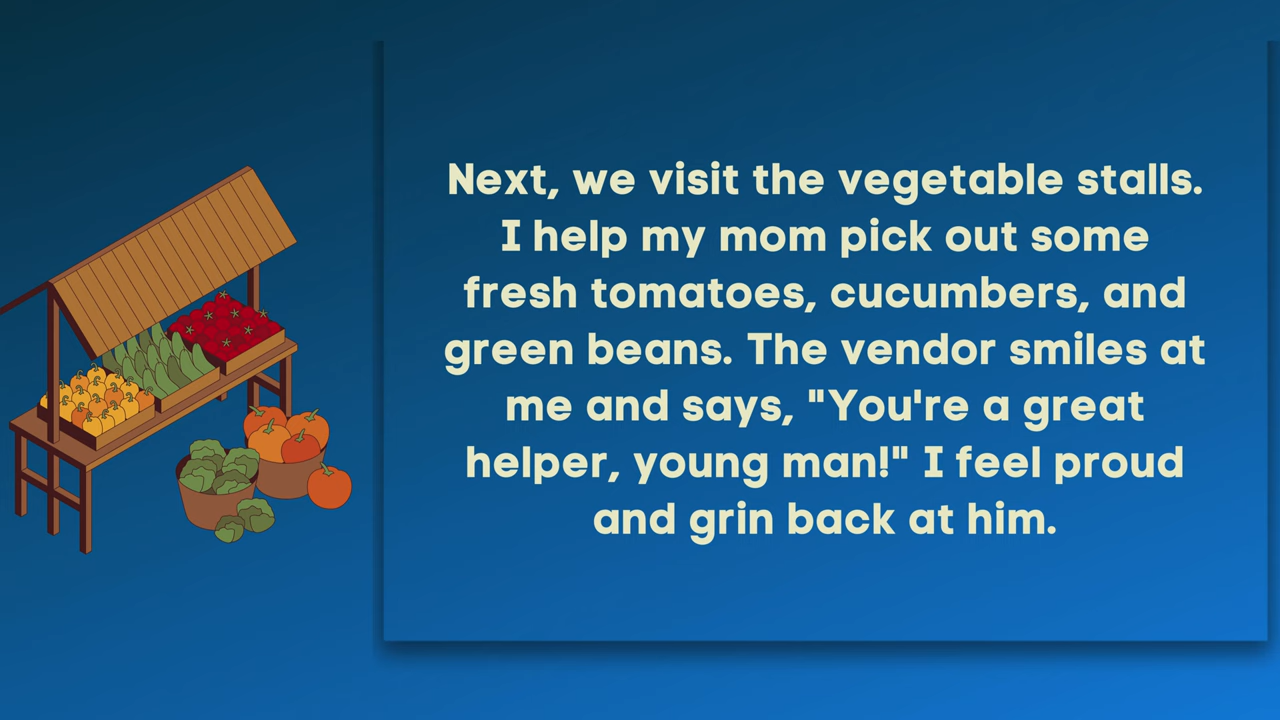 Next, we visit the vegetable stalls.
I help my mom pick out some
fresh tomatoes, cucumbers, and
green beans. The vendor smiles at
me and says, "You're a great
helper, young man!" I feel proud
and grin back at him.